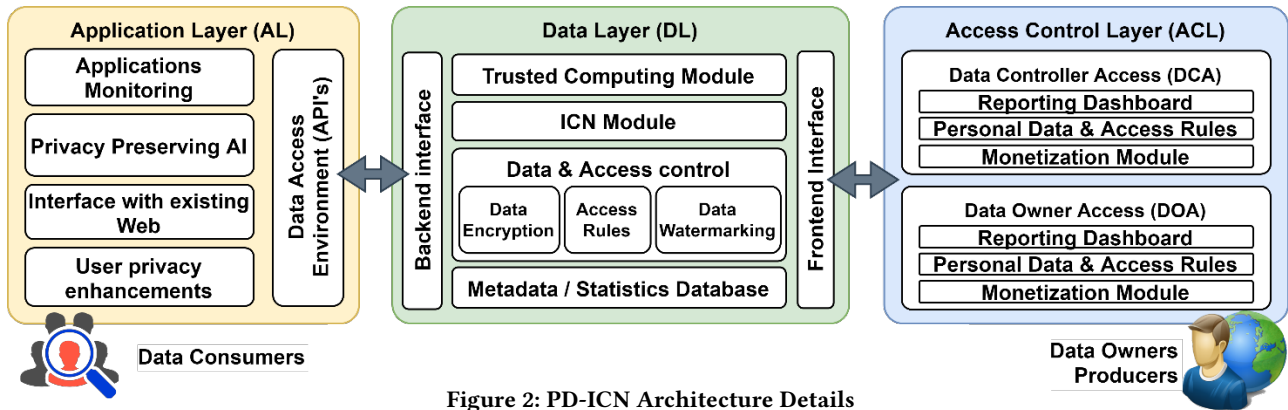 Application Layer (AL)
Applications
Monitoring
Privacy Preserving AI
Interface with existing
Web
User privacy
enhancements
Data Access
Environment (API's)
Data Consumers
Data Layer (DL)
Backend interface
Trusted Computing Module
ICN Module
Data & Access control
Data
Encryption
Access
Rules
Data
Watermarking
Metadata / Statistics Database
Frontend Interface
Access Control Layer (ACL)
Data Controller Access (DCA)
Reporting Dashboard
Personal Data & Access Rules
Monetization Module
Data Owner Access (DOA)
Reporting Dashboard
Personal Data & Access Rules
Monetization Module
Data Owners
Producers
Figure 2: PD-ICN Architecture Details